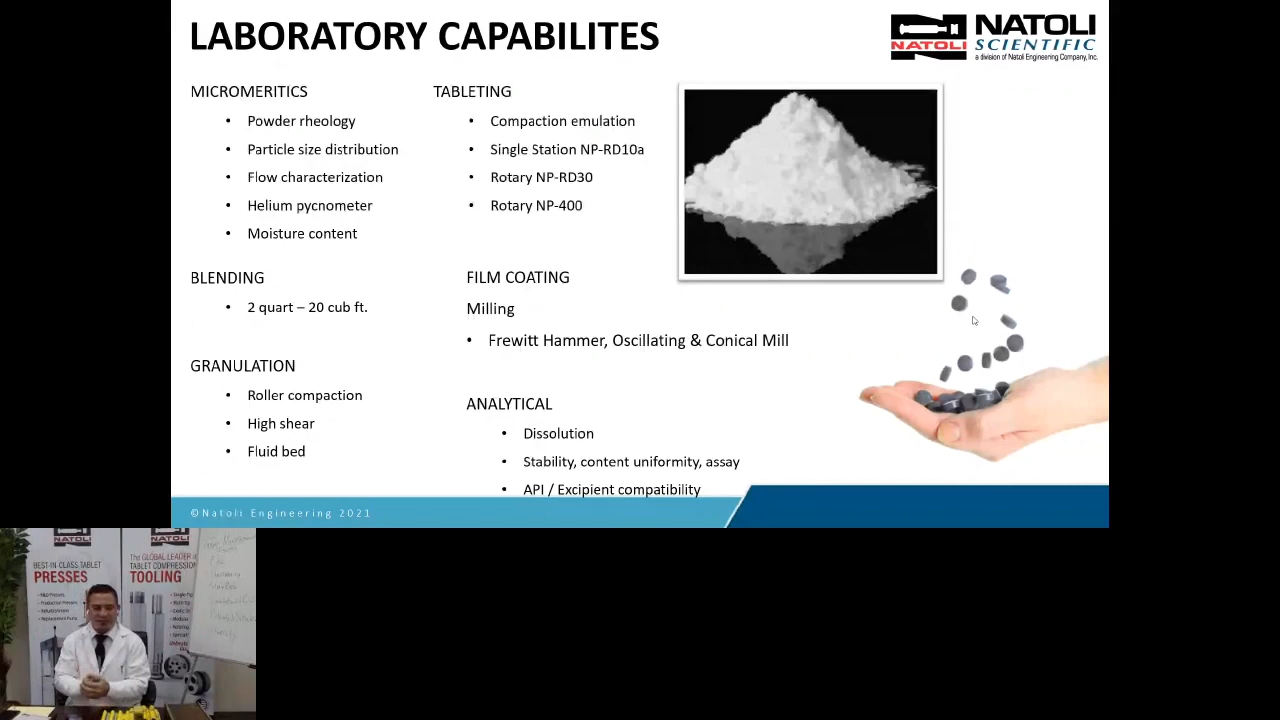 LABORATORY CAPABILITES
NATOLI
NATOLI
SCIENTIFIC
a division of Natoli Engineering Company, Inc.
MICROMERITICS
• Powder rheology
• Particle size distribution
• Flow characterization
• Helium pycnometer
• Moisture content
BLENDING
• 2 quart – 20 cub ft.
GRANULATION
• Roller compaction
• High shear
• Fluid bed
TABLETING
• Compaction emulation
• Single Station NP-RD10a
• Rotary NP-RD30
• Rotary NP-400
FILM COATING
Milling
• Frewitt Hammer, Oscillating & Conical Mill
ANALYTICAL
• Dissolution
• Stability, content uniformity, assay
• API / Excipient compatibility
©Natoli Engineering 2021
NATOLI
BEST-IN-CLASS TABLET
PRESSES
NATOLI
The GLOBAL LEADER
TABLET COMPRESSION
TOOLING